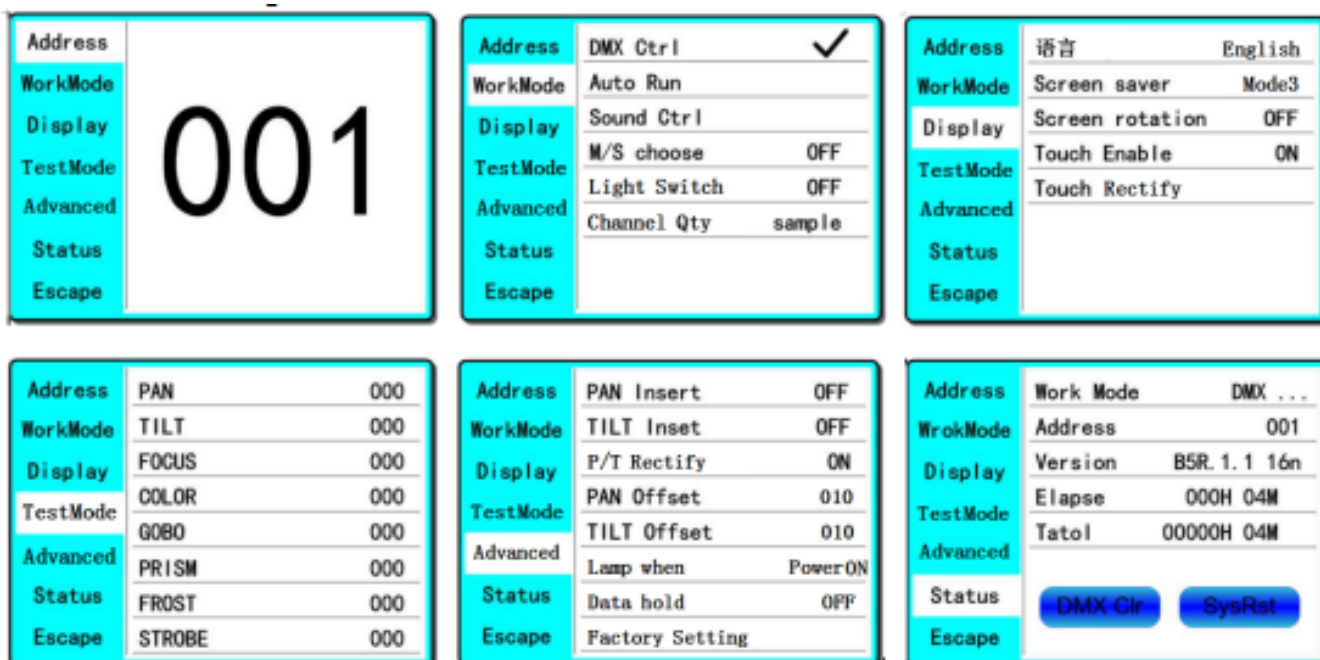 Address
WorkMode
Display
TestMode
Advanced
Status
Escape
001
Address
WorkMode
Display
TestMode
Advanced
Status
Escape
DMX Ctrl
Auto Run
Sound Ctrl
M/S choose OFF
Light Switch OFF
Channel Qty sample
Address
WorkMode
Display
TestMode
Advanced
Status
Escape
语言 English
Screen saver Mode3
Screen rotation OFF
Touch Enable ON
Touch Rectify
Address
WorkMode
Display
TestMode
Advanced
Status
Escape
PAN 000
TILT 000
FOCUS 000
COLOR 000
GOBO 000
PRISM 000
FROST 000
STROBE 000
Address
WorkMode
Display
TestMode
Advanced
Status
Escape
PAN Insert OFF
TILT Inset OFF
P/T Rectify ON
PAN Offset 010
TILT Offset 010
Lamp when PowerON
Data hold OFF
Factory Setting
Address
WrokMode
Display
TestMode
Advanced
Status
Escape
Work Mode DMX ...
Address 001
Version B5R.1.1 16n
Elapse 000H 04M
Tatol 00000H 04M
DMX Clr SysRst